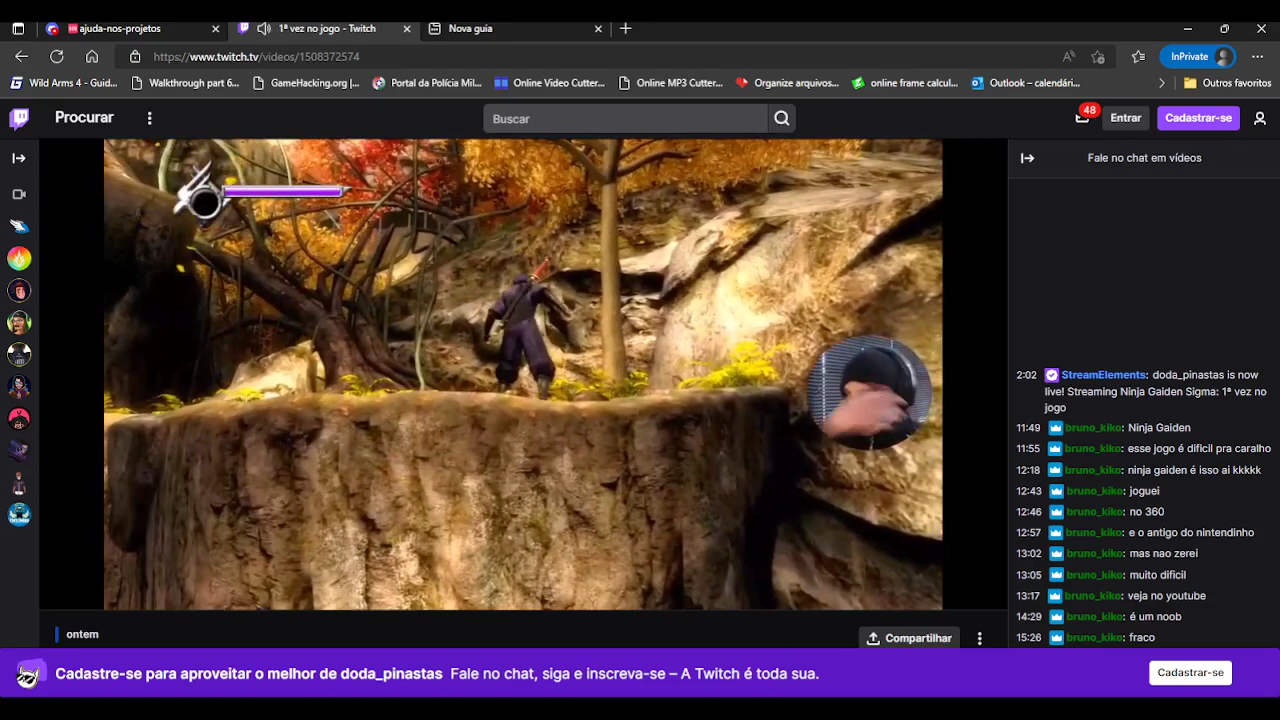 ajuda-nos-projetos
1ª vez no jogo - Twitch
Nova guia
https://www.twitch.tv/videos/1508372574
InPrivate
Wild Arms 4 - Guid...
Walkthrough part 6...
GameHacking.org |...
Portal da Polícia Mil...
Online Video Cutter...
Online MP3 Cutter...
Organize arquivos...
online frame calcul...
Outlook – calendári...
Outros favoritos
Procurar
Buscar
48
Entrar
Cadastrar-se
Fale no chat em vídeos
2:02 StreamElements: doda_pinastas is now
live! Streaming Ninja Gaiden Sigma: 1ª vez no
jogo
11:49 bruno_kiko: Ninja Gaiden
11:55 bruno_kiko: esse jogo é dificil pra caralho
12:18 bruno_kiko: ninja gaiden é isso ai kkkkk
12:43 bruno_kiko: joguei
12:46 bruno_kiko: no 360
12:57 bruno_kiko: e o antigo do nintendinho
13:02 bruno_kiko: mas nao zerei
13:05 bruno_kiko: muito dificil
13:17 bruno_kiko: veja no youtube
14:29 bruno_kiko: é um noob
15:26 bruno_kiko: fraco
ontem
Compartilhar
Cadastre-se para aproveitar o melhor de doda_pinastas Fale no chat, siga e inscreva-se – A Twitch é toda sua.
Cadastrar-se